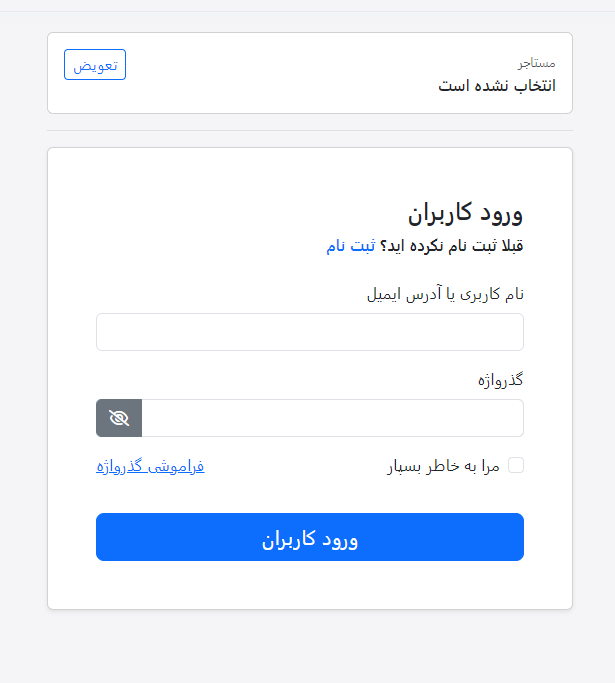 مستاجر
انتخاب نشده است
تعویض
ورود کاربران
قبلا ثبت نام نکرده اید؟ ثبت نام
نام کاربری یا آدرس ایمیل
گذرواژه
مرا به خاطر بسپار
فراموشی گذرواژه
ورود کاربران